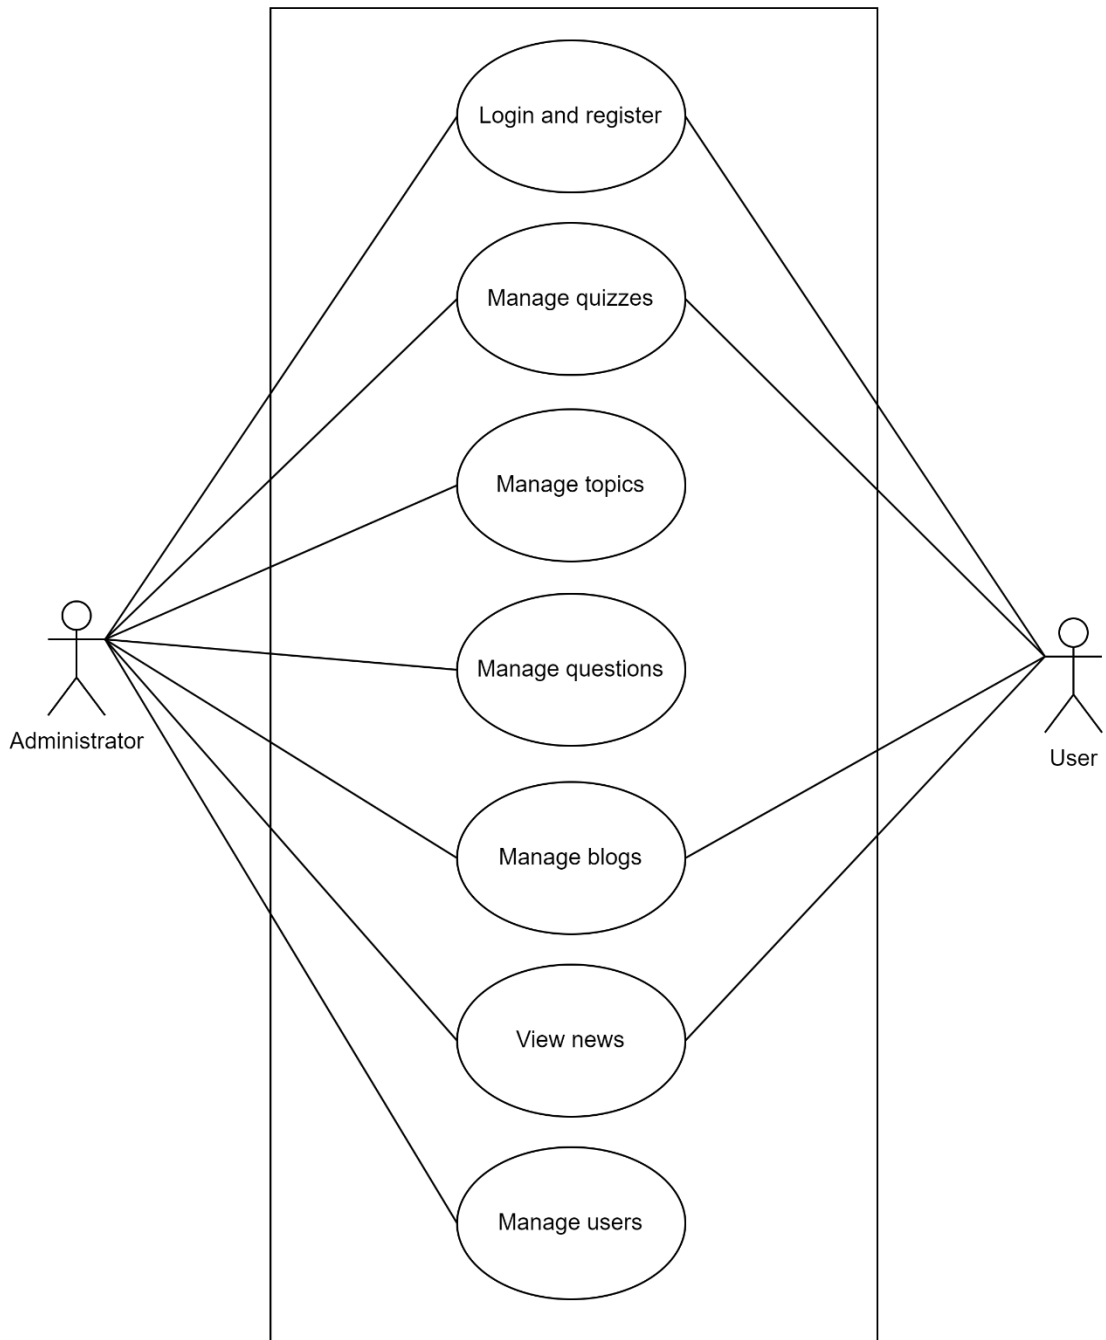 Login and register
Manage quizzes
Manage topics
Manage questions
Administrator
User
Manage blogs
View news
Manage users